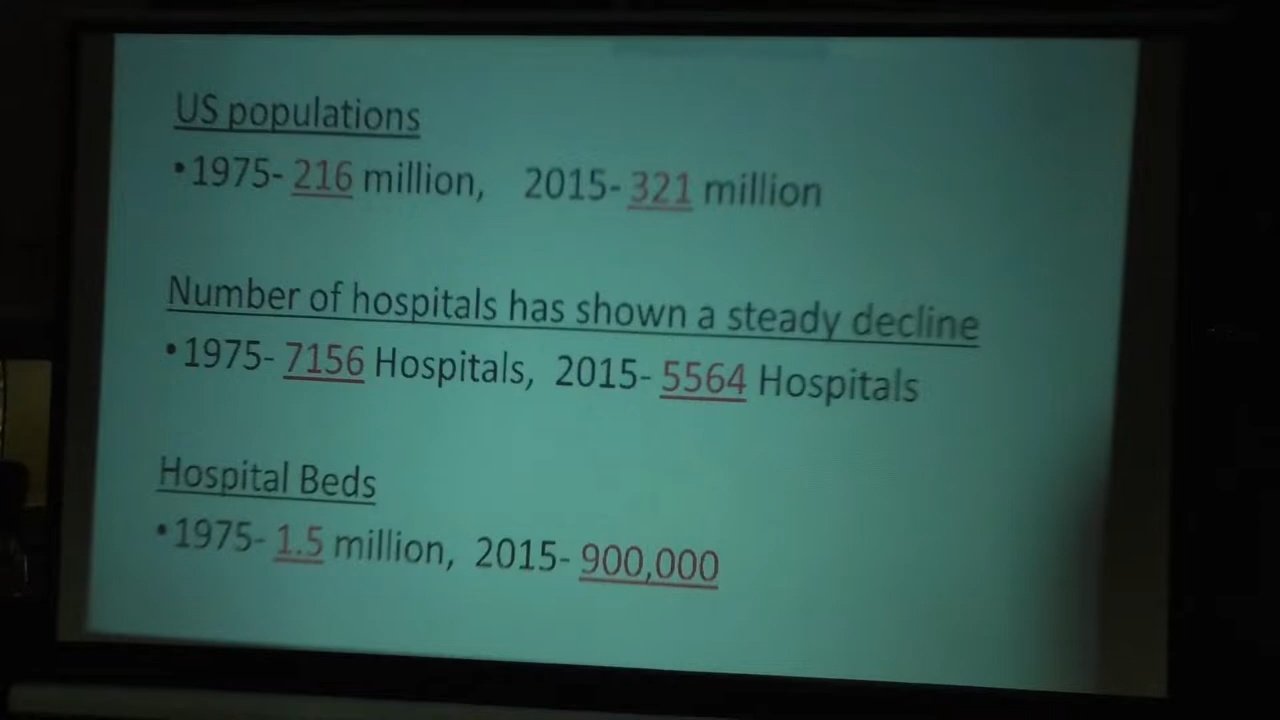 US populations
•1975- 216 million, 2015- 321 million
Number of hospitals has shown a steady decline
•1975- 7156 Hospitals, 2015- 5564 Hospitals
Hospital Beds
•1975- 1.5 million, 2015- 900,000